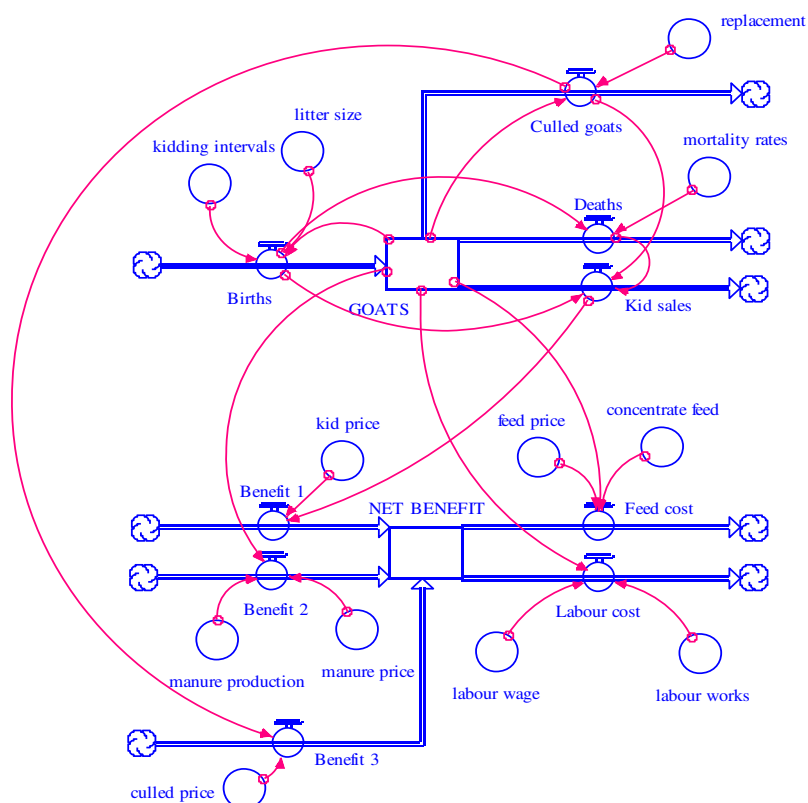 replacement
litter size
Culled goats
kidding intervals
mortality rates
Deaths
Births
GOATS
Kid sales
kid price
feed price
concentrate feed
Benefit 1
NET BENEFIT
Feed cost
Benefit 2
Labour cost
manure production
manure price
labour wage
labour works
Benefit 3
culled price